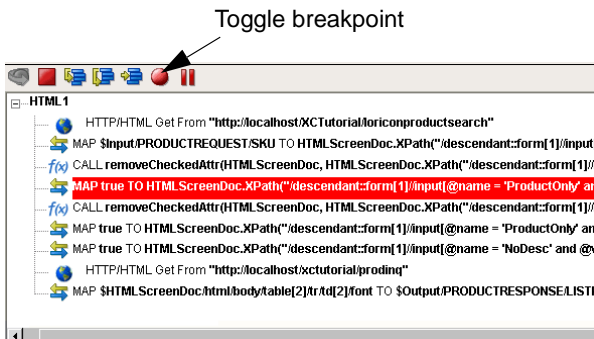 Toggle breakpoint
HTML1
HTTP/HTML Get From "http://localhost/XCTutorial/loriconproductsearch"
MAP $Input/PRODUCTREQUEST/SKU TO HTMLScreenDoc.XPath("/descendant::form[1]//input
f(x) CALL removeCheckedAttr(HTMLScreenDoc, HTMLScreenDoc.XPath("/descendant::form[1]//
MAP true TO HTMLScreenDoc.XPath("/descendant::form[1]//input[@name = 'ProductOnly' an
f(x) CALL removeCheckedAttr(HTMLScreenDoc, HTMLScreenDoc.XPath("/descendant::form[1]//
MAP true TO HTMLScreenDoc.XPath("/descendant::form[1]//input[@name = 'ProductOnly' an
MAP true TO HTMLScreenDoc.XPath("/descendant::form[1]//input[@name = 'NoDesc' and @v
HTTP/HTML Get From "http://localhost/xctutorial/prodinq"
MAP $HTMLScreenDoc/html/body/table[2]/tr/td[2]/font TO $Output/PRODUCTRESPONSE/LISTI